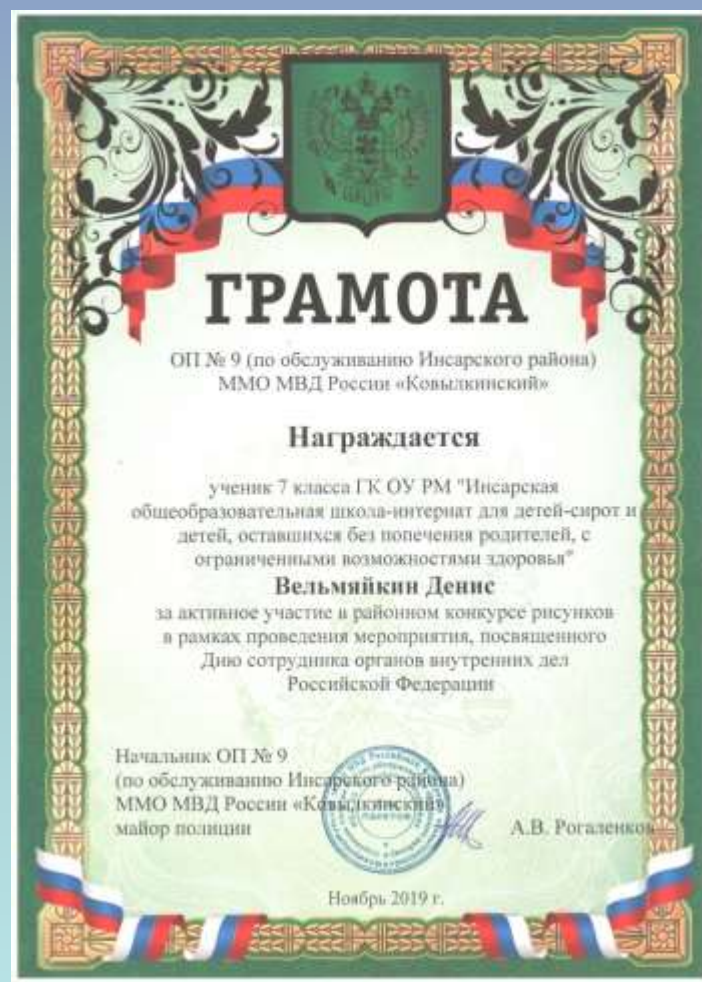 ГРАМОТА
ОП № 9 (по обслуживанию Инсарского района)
ММО МВД России «Ковылкинский»
Награждается
ученик 7 класса ГК ОУ РМ "Инсарская
общеобразовательная школа-интернат для детей-сирот и
детей, оставшихся без попечения родителей, с
ограниченными возможностями здоровья"
Вельмяйкин Денис
за активное участие в районном конкурсе рисунков
в рамках проведения мероприятия, посвященного
Дню сотрудника органов внутренних дел
Российской Федерации
Начальник ОП № 9
(по обслуживанию Инсарского района)
ММО МВД России «Ковылкинский»
майор полиции А.В. Рогаленков
Ноябрь 2019 г.